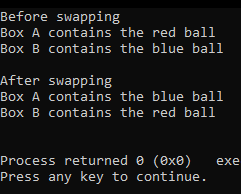 Before swapping
Box A contains the red ball
Box B contains the blue ball
After swapping
Box A contains the blue ball
Box B contains the red ball
Process returned 0 (0x0)   exe
Press any key to continue.